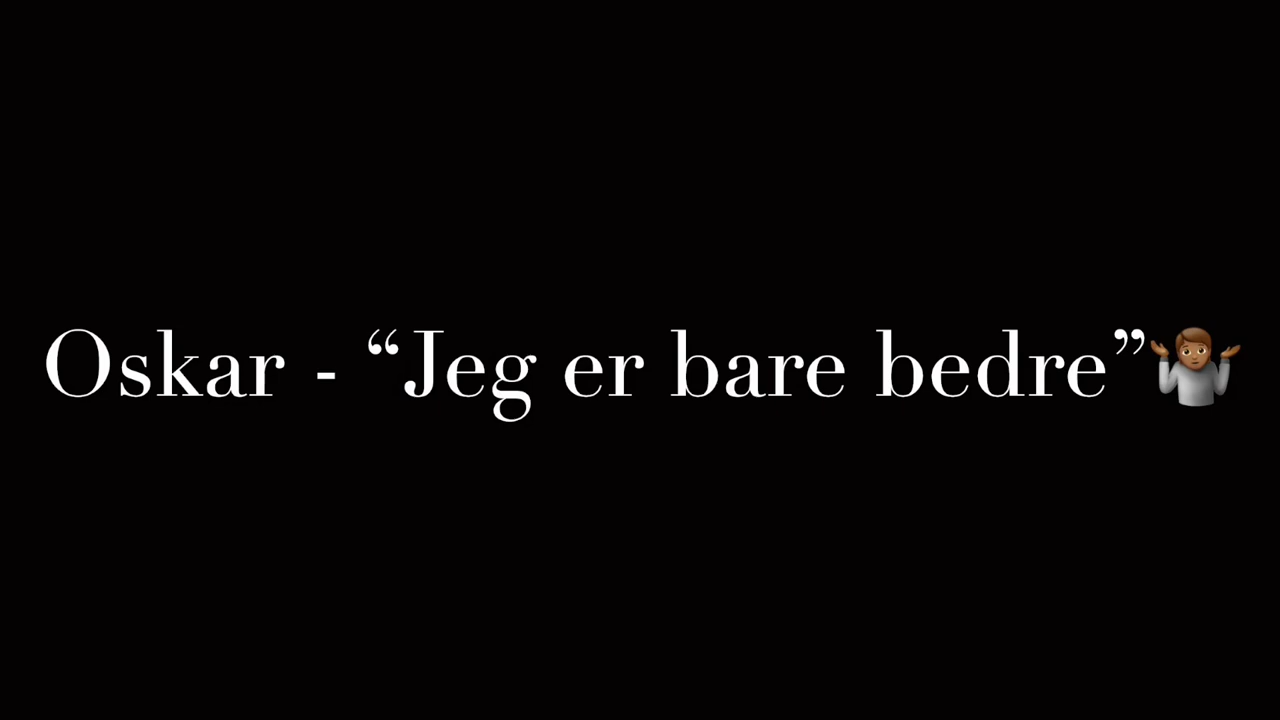 Oskar - “Jeg er bare bedre”🤷🏽